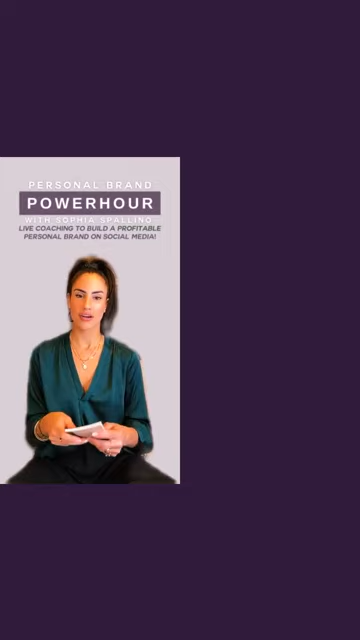 PERSONAL BRAND
POWERHOUR
WITH SOPHIA SPALLINO
LIVE COACHING TO BUILD A PROFITABLE
PERSONAL BRAND ON SOCIAL MEDIA!